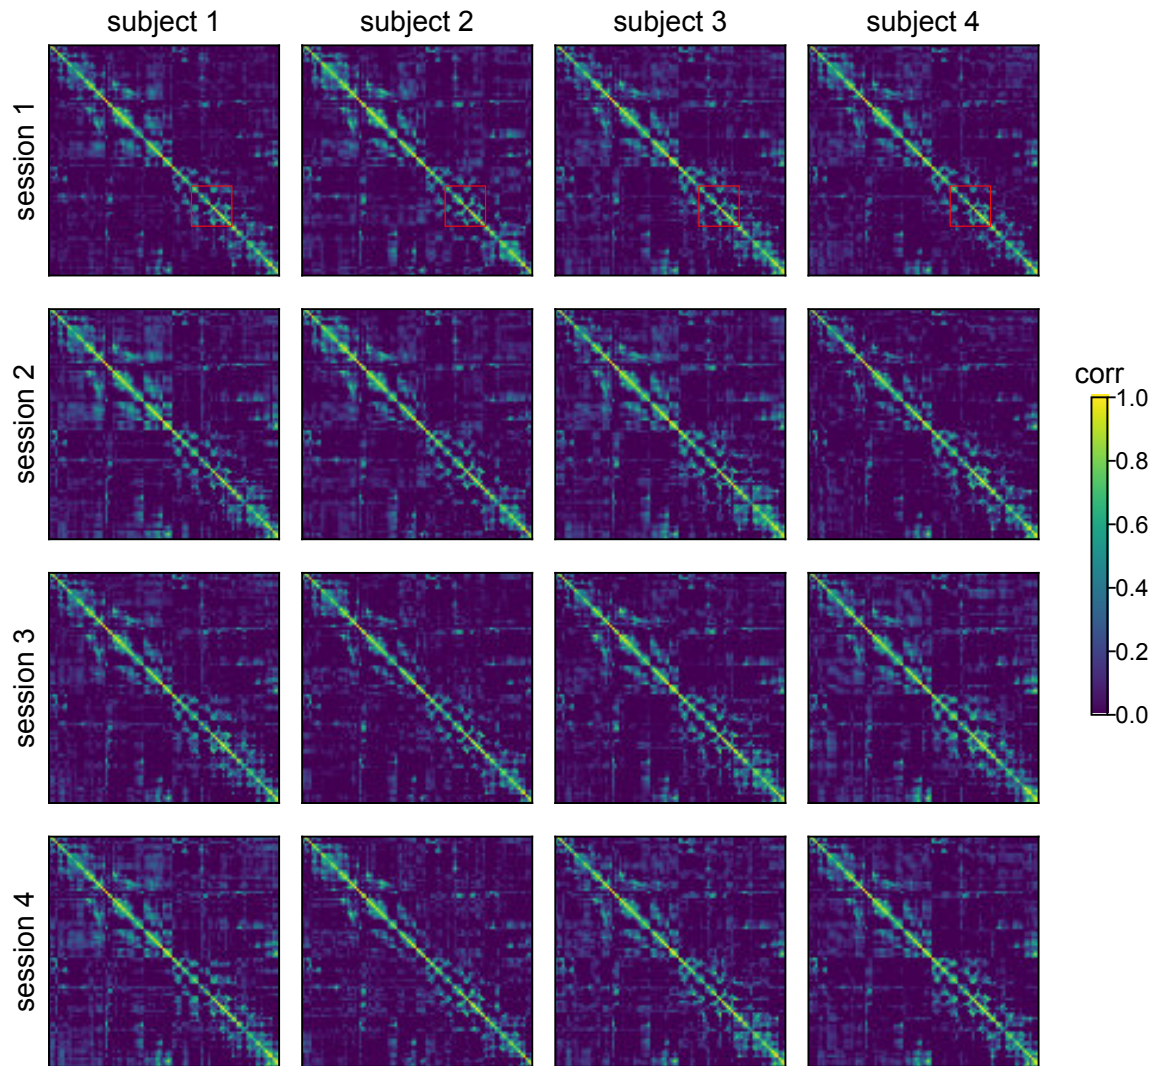 subject 1
subject 2
subject 3
subject 4
session 1
session 2
session 3
session 4
corr
1.0
0.8
0.6
0.4
0.2
0.0